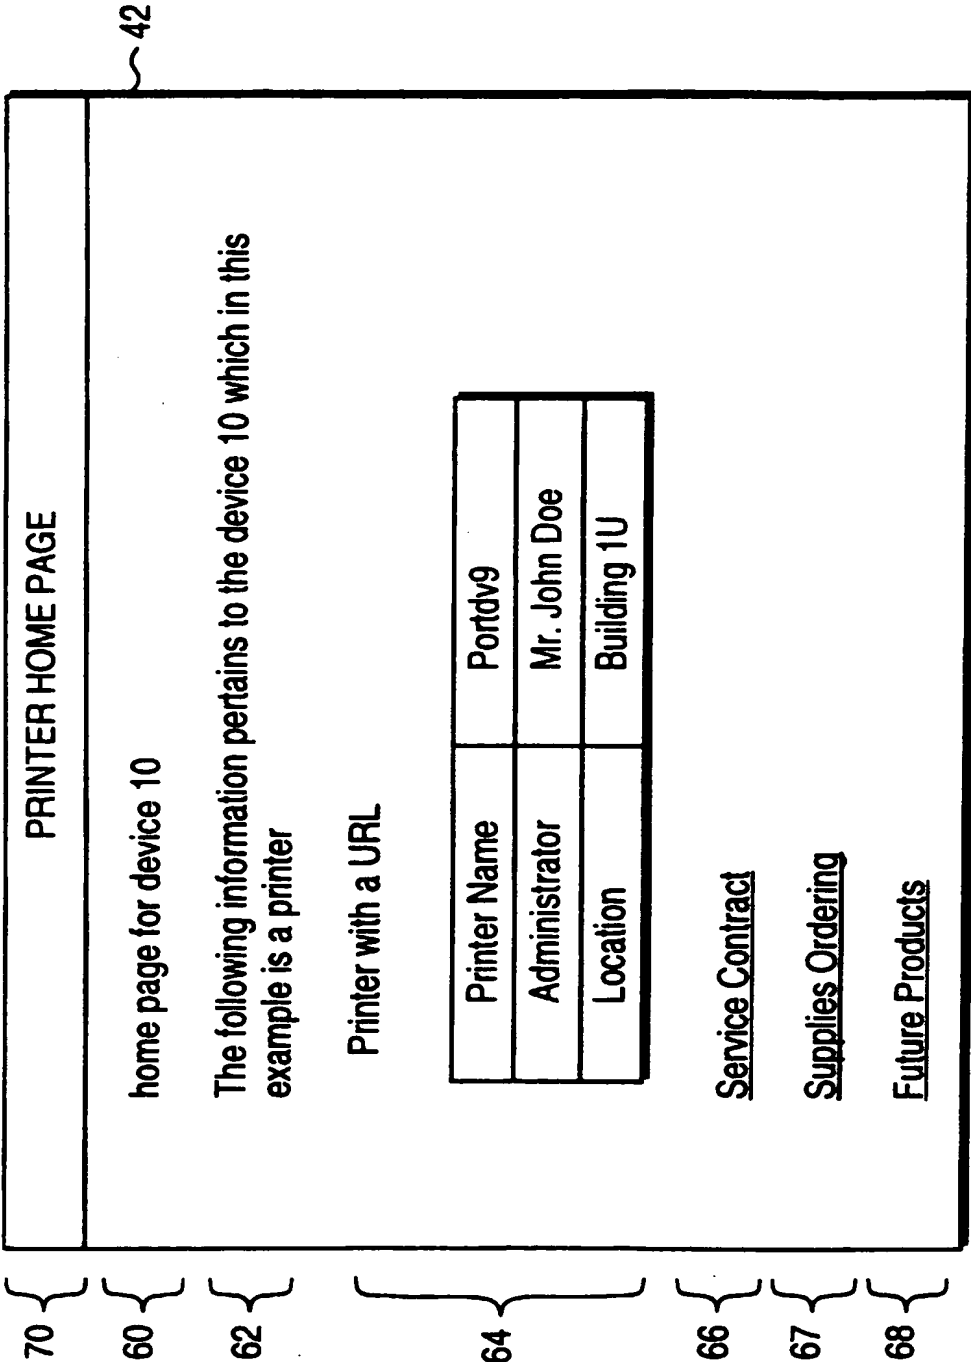 42
70 PRINTER HOME PAGE
60 home page for device 10
62 The following information pertains to the device 10 which in this
example is a printer
Printer with a URL
64
Printer Name Portdv9
Administrator Mr. John Doe
Location Building 1U
66 Service Contract
67 Supplies Ordering
68 Future Products